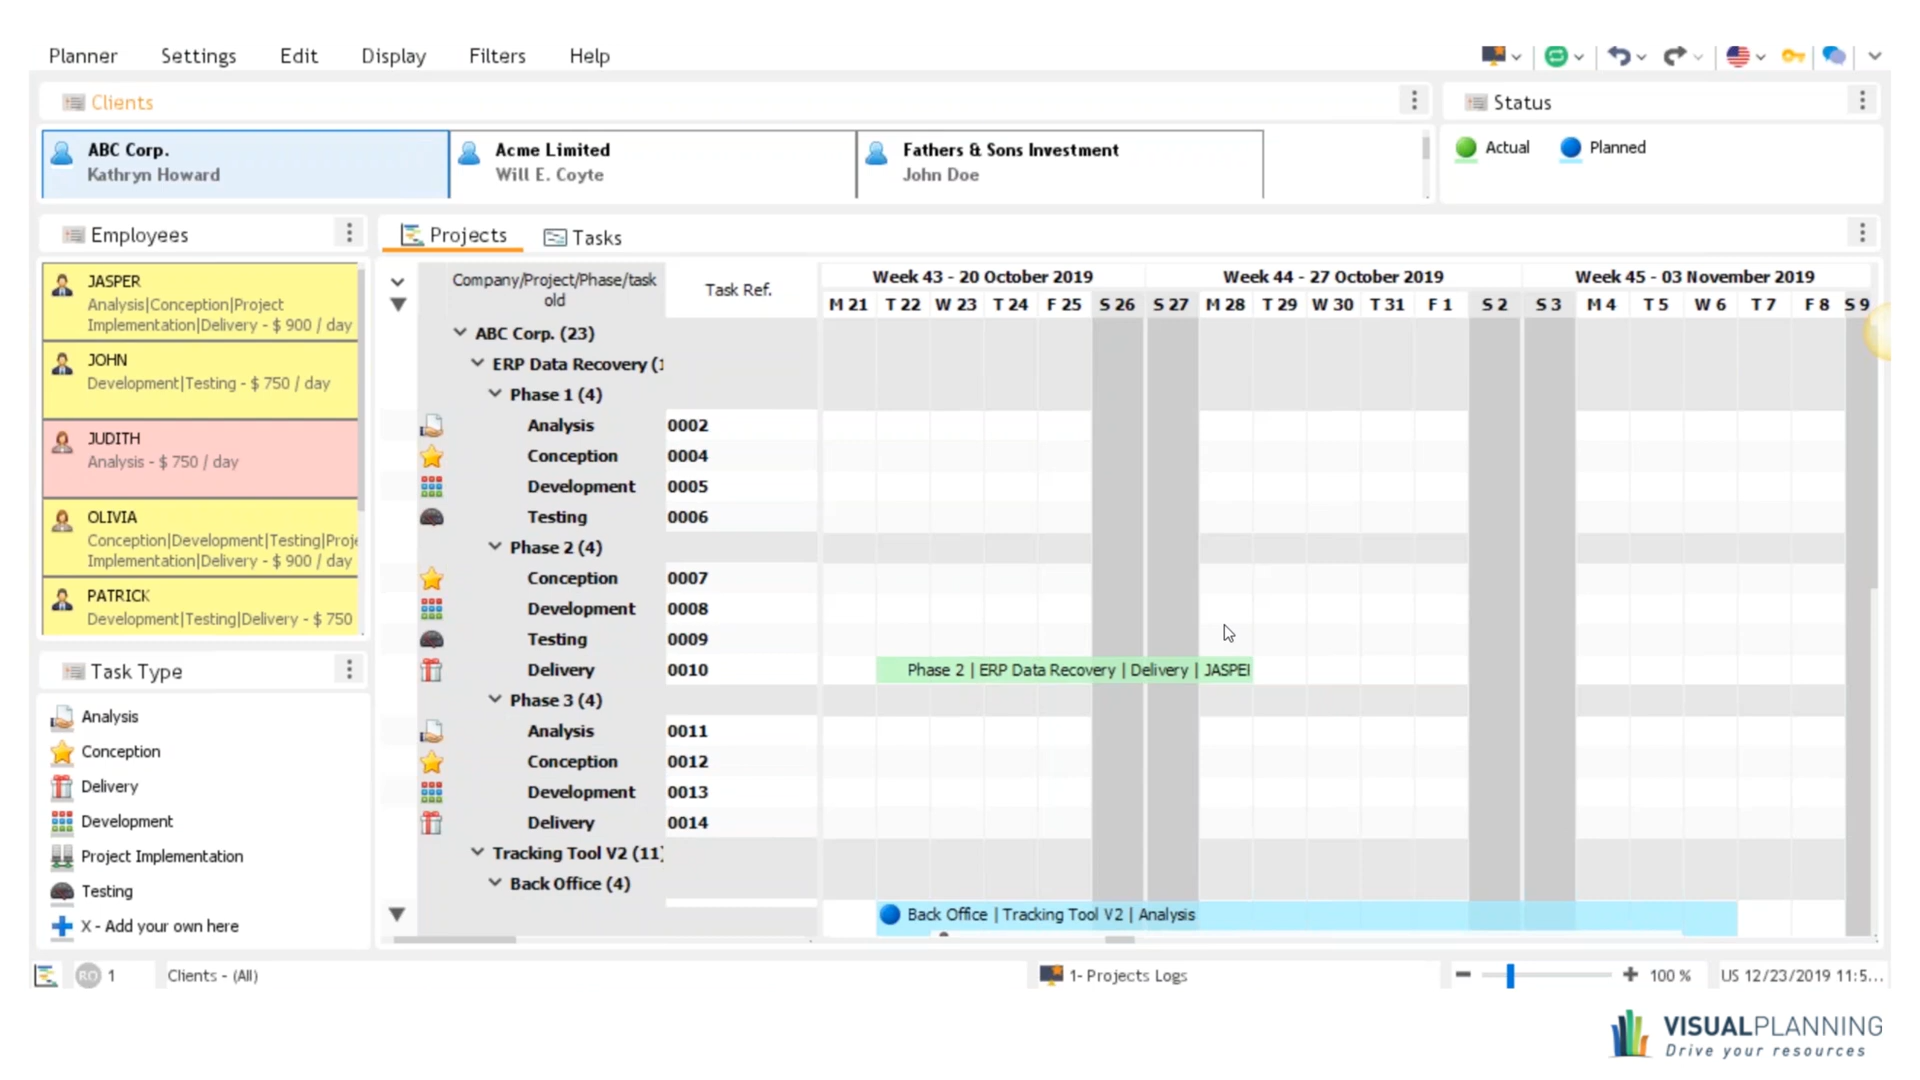 Planner Settings Edit Display Filters Help
Clients
Status
ABC Corp.
Kathryn Howard
Acme Limited
Will E. Coyte
Fathers & Sons Investment
John Doe
Actual Planned
Employees
JASPER
Analysis|Conception|Project
Implementation|Delivery - $ 900 / day
JOHN
Development|Testing - $ 750 / day
JUDITH
Analysis - $ 750 / day
OLIVIA
Conception|Development|Testing|Proje
Implementation|Delivery - $ 900 / day
PATRICK
Development|Testing|Delivery - $ 750
Task Type
Analysis
Conception
Delivery
Development
Project Implementation
Testing
X - Add your own here
Projects Tasks
Company/Project/Phase/task
old
Task Ref.
Week 43 - 20 October 2019 Week 44 - 27 October 2019 Week 45 - 03 November 2019
M 21 T 22 W 23 T 24 F 25 S 26 S 27 M 28 T 29 W 30 T 31 F 1 S 2 S 3 M 4 T 5 W 6 T 7 F 8 S 9
ABC Corp. (23)
ERP Data Recovery (1
Phase 1 (4)
Analysis 0002
Conception 0004
Development 0005
Testing 0006
Phase 2 (4)
Conception 0007
Development 0008
Testing 0009
Delivery 0010 Phase 2 | ERP Data Recovery | Delivery | JASPER
Phase 3 (4)
Analysis 0011
Conception 0012
Development 0013
Delivery 0014
Tracking Tool V2 (11)
Back Office (4)
Back Office | Tracking Tool V2 | Analysis
RO 1 Clients - (All) 1- Projects Logs 100 % US 12/23/2019 11:5...
VISUALPLANNING
Drive your resources